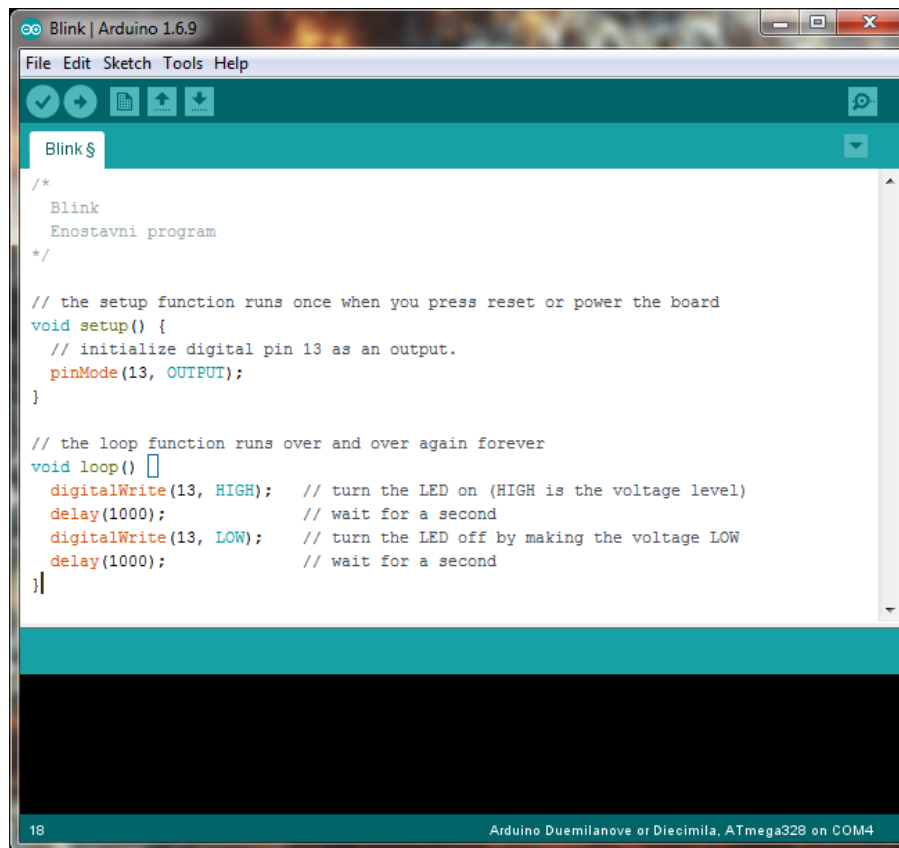 Blink | Arduino 1.6.9
File Edit Sketch Tools Help
Blink §
/*
  Blink
  Enostavni program
*/
// the setup function runs once when you press reset or power the board
void setup() {
  // initialize digital pin 13 as an output.
  pinMode(13, OUTPUT);
}
// the loop function runs over and over again forever
void loop()
  digitalWrite(13, HIGH);   // turn the LED on (HIGH is the voltage level)
  delay(1000);              // wait for a second
  digitalWrite(13, LOW);    // turn the LED off by making the voltage LOW
  delay(1000);              // wait for a second
}
18
Arduino Duemilanove or Diecimila, ATmega328 on COM4